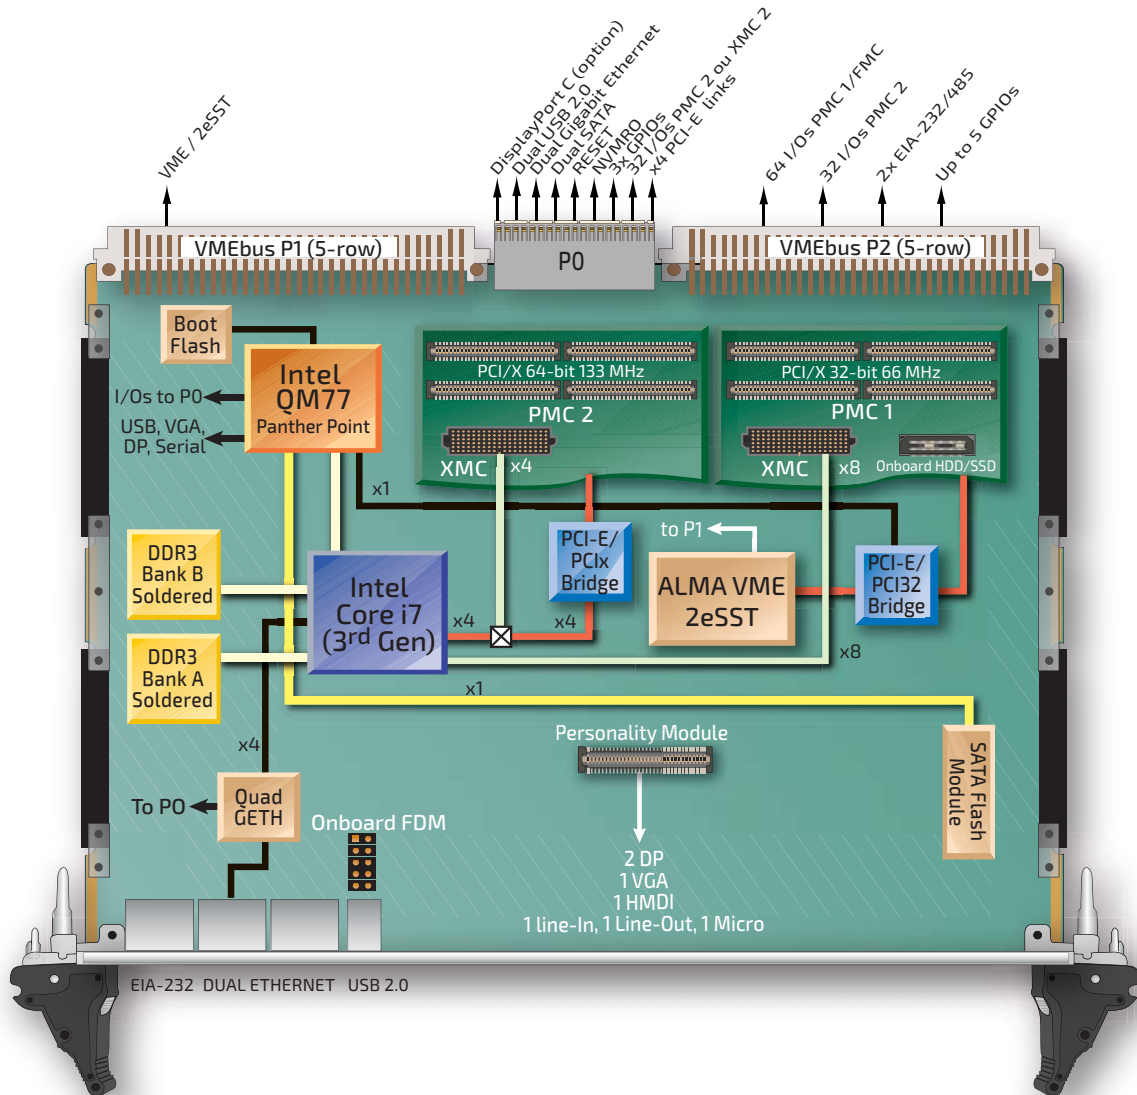 VME / 2eSST
DisplayPort C (option)
Dual USB 2.0
Dual Gigabit Ethernet
Dual SATA
RESET
NVMRO
3x GPIOs
32 I/Os PMC 2 ou XMC 2
x4 PCI-E links
64 I/Os PMC 1/FMC
32 I/Os PMC 2
2x EIA-232/485
Up to 5 GPIOs
VMEbus P1 (5-row)
P0
VMEbus P2 (5-row)
Boot
Flash
Intel
QM77
Panther Point
I/Os to P0
USB, VGA,
DP, Serial
PCI/X 64-bit 133 MHz
PMC 2
XMC
x4
PCI/X 32-bit 66 MHz
PMC 1
XMC
x8
Onboard HDD/SSD
x1
DDR3
Bank B
Soldered
DDR3
Bank A
Soldered
Intel
Core i7
(3rd Gen)
x4
x4
PCI-E/
PCIx
Bridge
to P1
ALMA VME
2eSST
PCI-E/
PCI32
Bridge
x8
x1
x4
Personality Module
SATA Flash
Module
To P0
Quad
GETH
Onboard FDM
2 DP
1 VGA
1 HMDI
1 line-In, 1 Line-Out, 1 Micro
EIA-232 DUAL ETHERNET USB 2.0